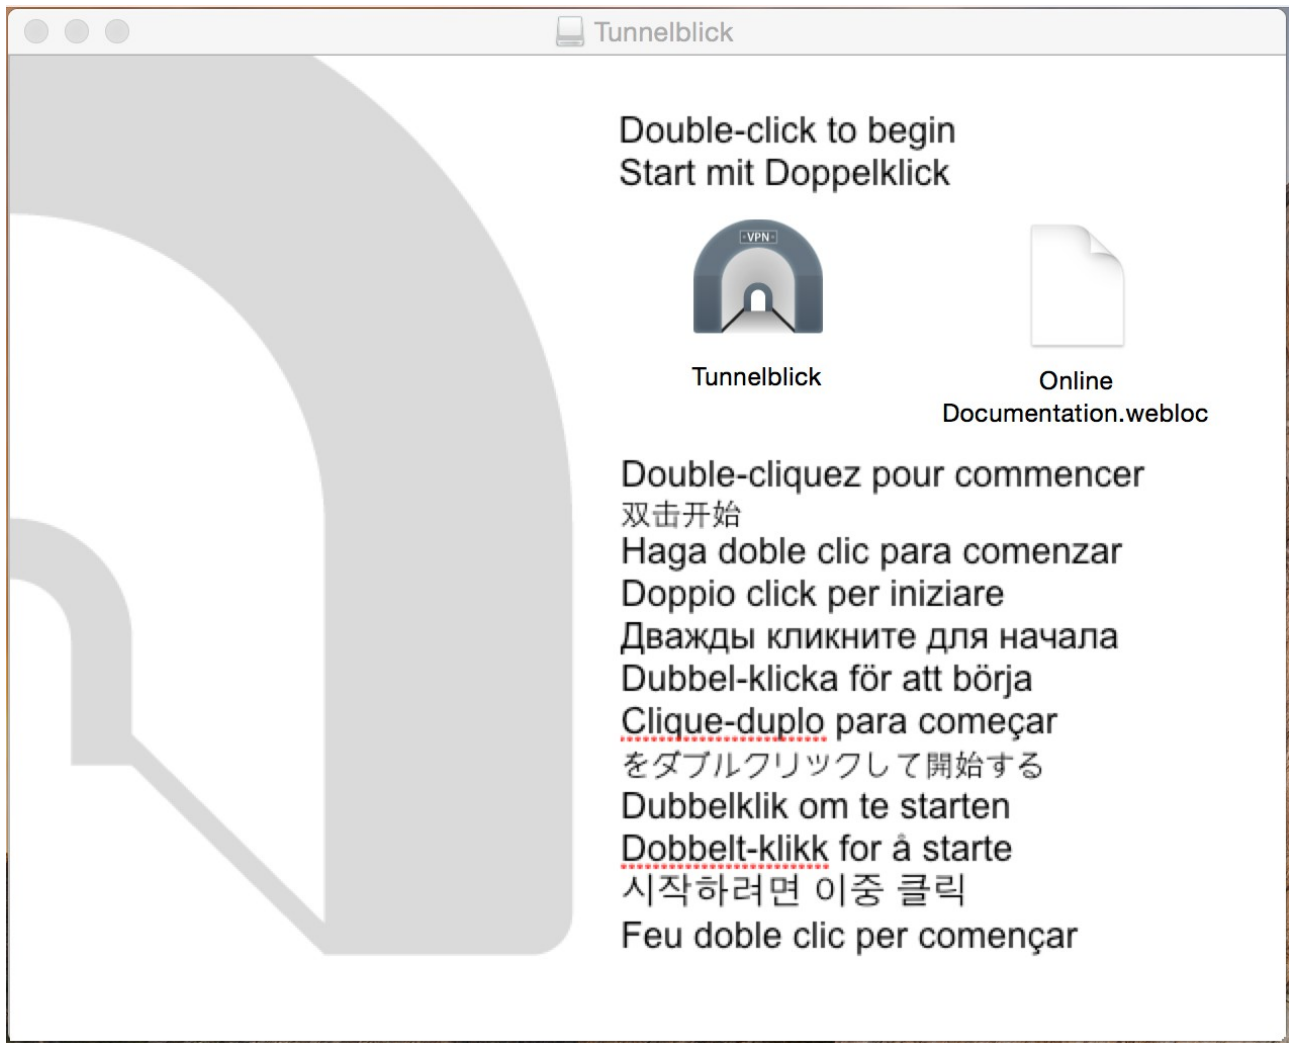 Tunnelblick
Double-click to begin
Start mit Doppelklick
VPN
Tunnelblick
Online
Documentation.webloc
Double-cliquez pour commencer
双击开始
Haga doble clic para comenzar
Doppio click per iniziare
Дважды кликните для начала
Dubbel-klicka för att börja
Clique-duplo para começar
をダブルクリックして開始する
Dubbelklik om te starten
Dobbelt-klikk for å starte
시작하려면 이중 클릭
Feu doble clic per començar